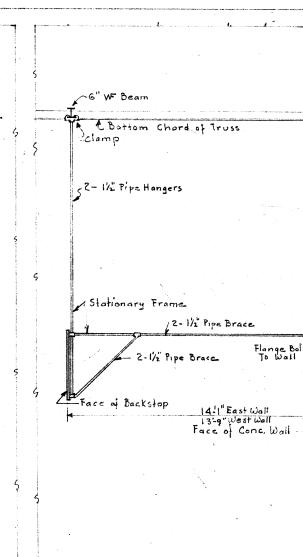 6" WF Beam
Bottom Chord of Truss
Clamp
2- 1½" Pipe Hangers
Stationary Frame
2- 1½" Pipe Brace
Flange Bol
To Wall
2-1½" Pipe Brace
Face of Backstop
14'-1" East Wall
13'-9" West Wall
Face of Conc. Wall